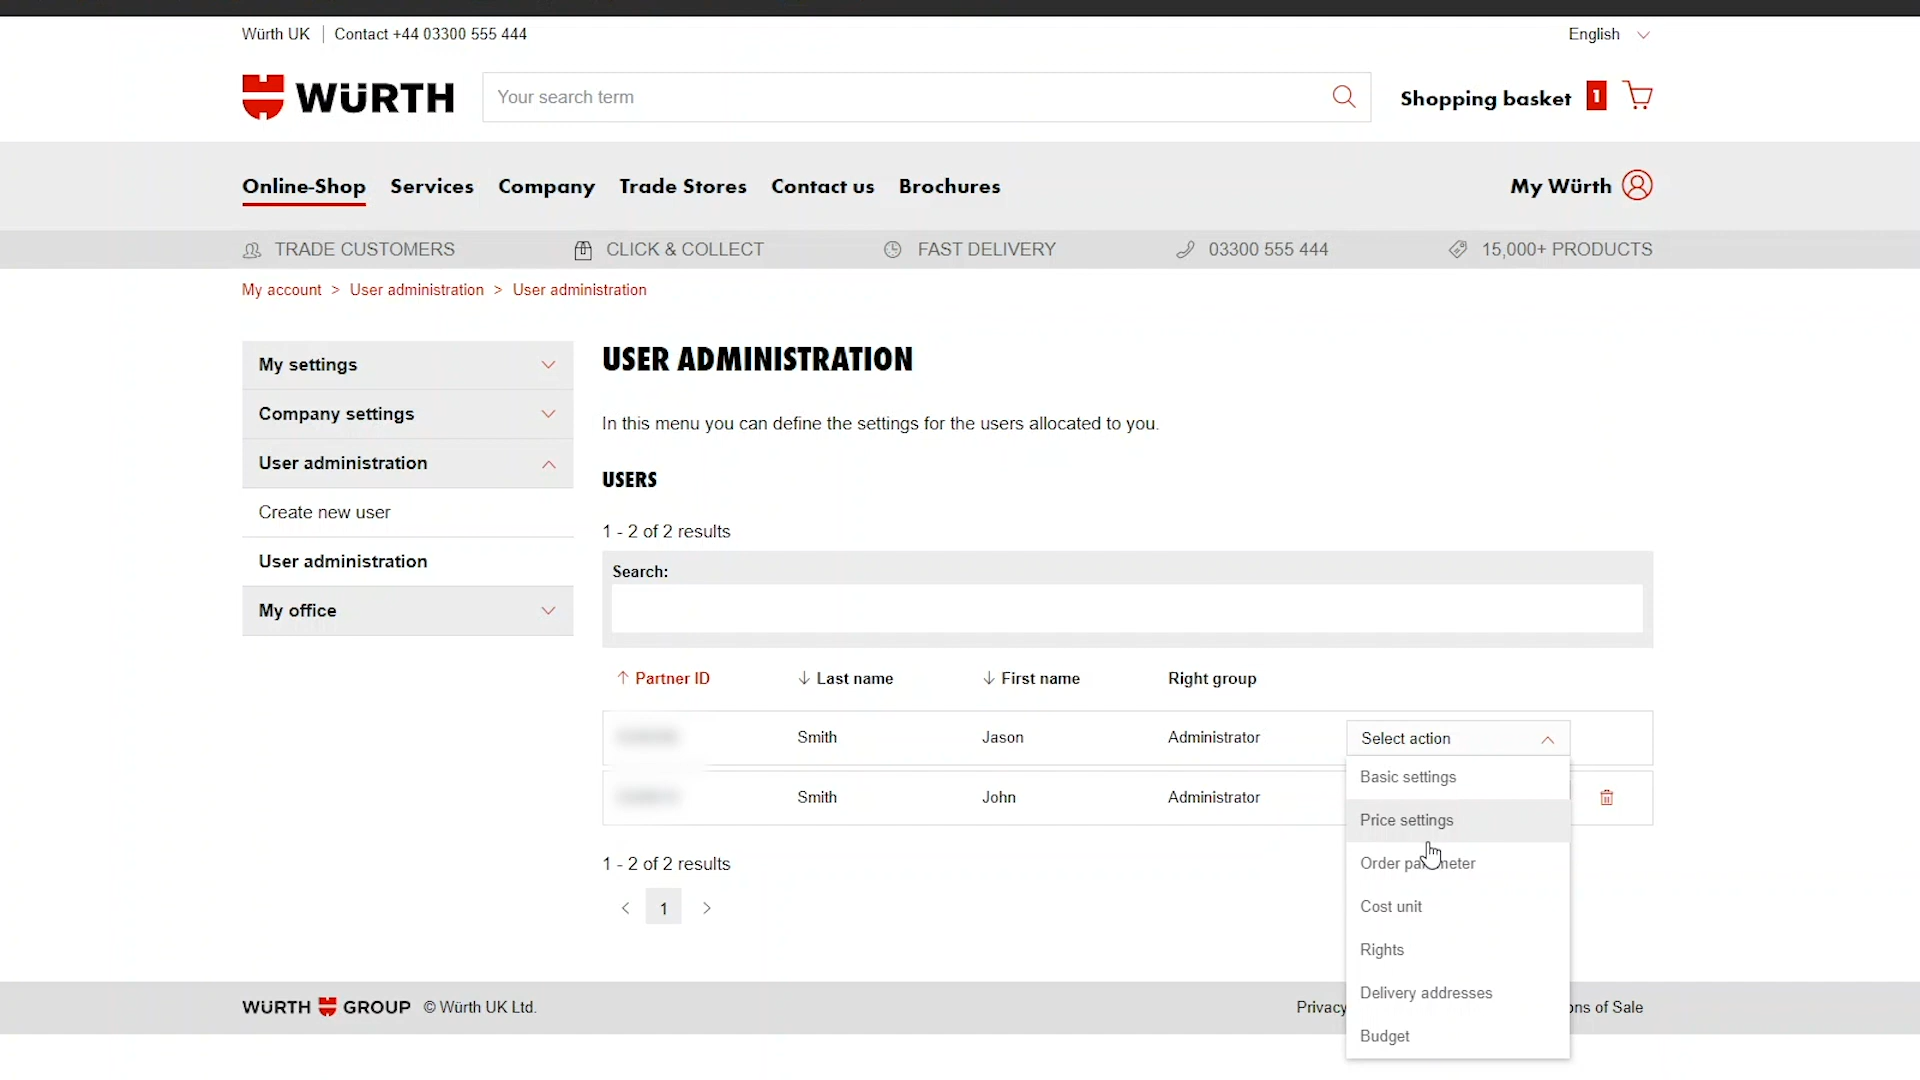 Würth UK Contact +44 03300 555 444 English
WÜRTH Your search term Shopping basket 1
Online-Shop Services Company Trade Stores Contact us Brochures My Würth
TRADE CUSTOMERS CLICK & COLLECT FAST DELIVERY 03300 555 444 15,000+ PRODUCTS
My account > User administration > User administration
My settings
Company settings
User administration
Create new user
User administration
My office
USER ADMINISTRATION
In this menu you can define the settings for the users allocated to you.
USERS
1 - 2 of 2 results
Search:
↑ Partner ID ↓ Last name ↓ First name Right group
Smith Jason Administrator Select action
Smith John Administrator
Basic settings
Price settings
Order parameter
Cost unit
Rights
Delivery addresses
Budget
1 - 2 of 2 results
< 1 >
WÜRTH GROUP © Würth UK Ltd. Privacy of Sale